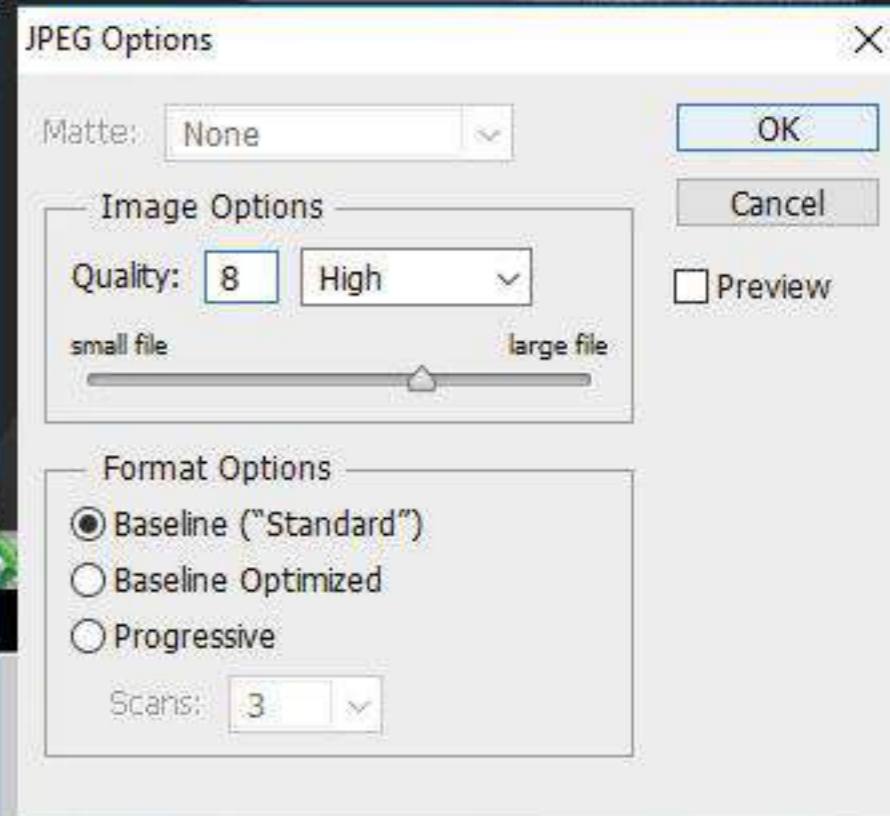 JPEG Options
Matte: None
OK
Cancel
Preview
Image Options
Quality: 8 High
small file large file
Format Options
Baseline (“Standard”)
Baseline Optimized
Progressive
Scans: 3